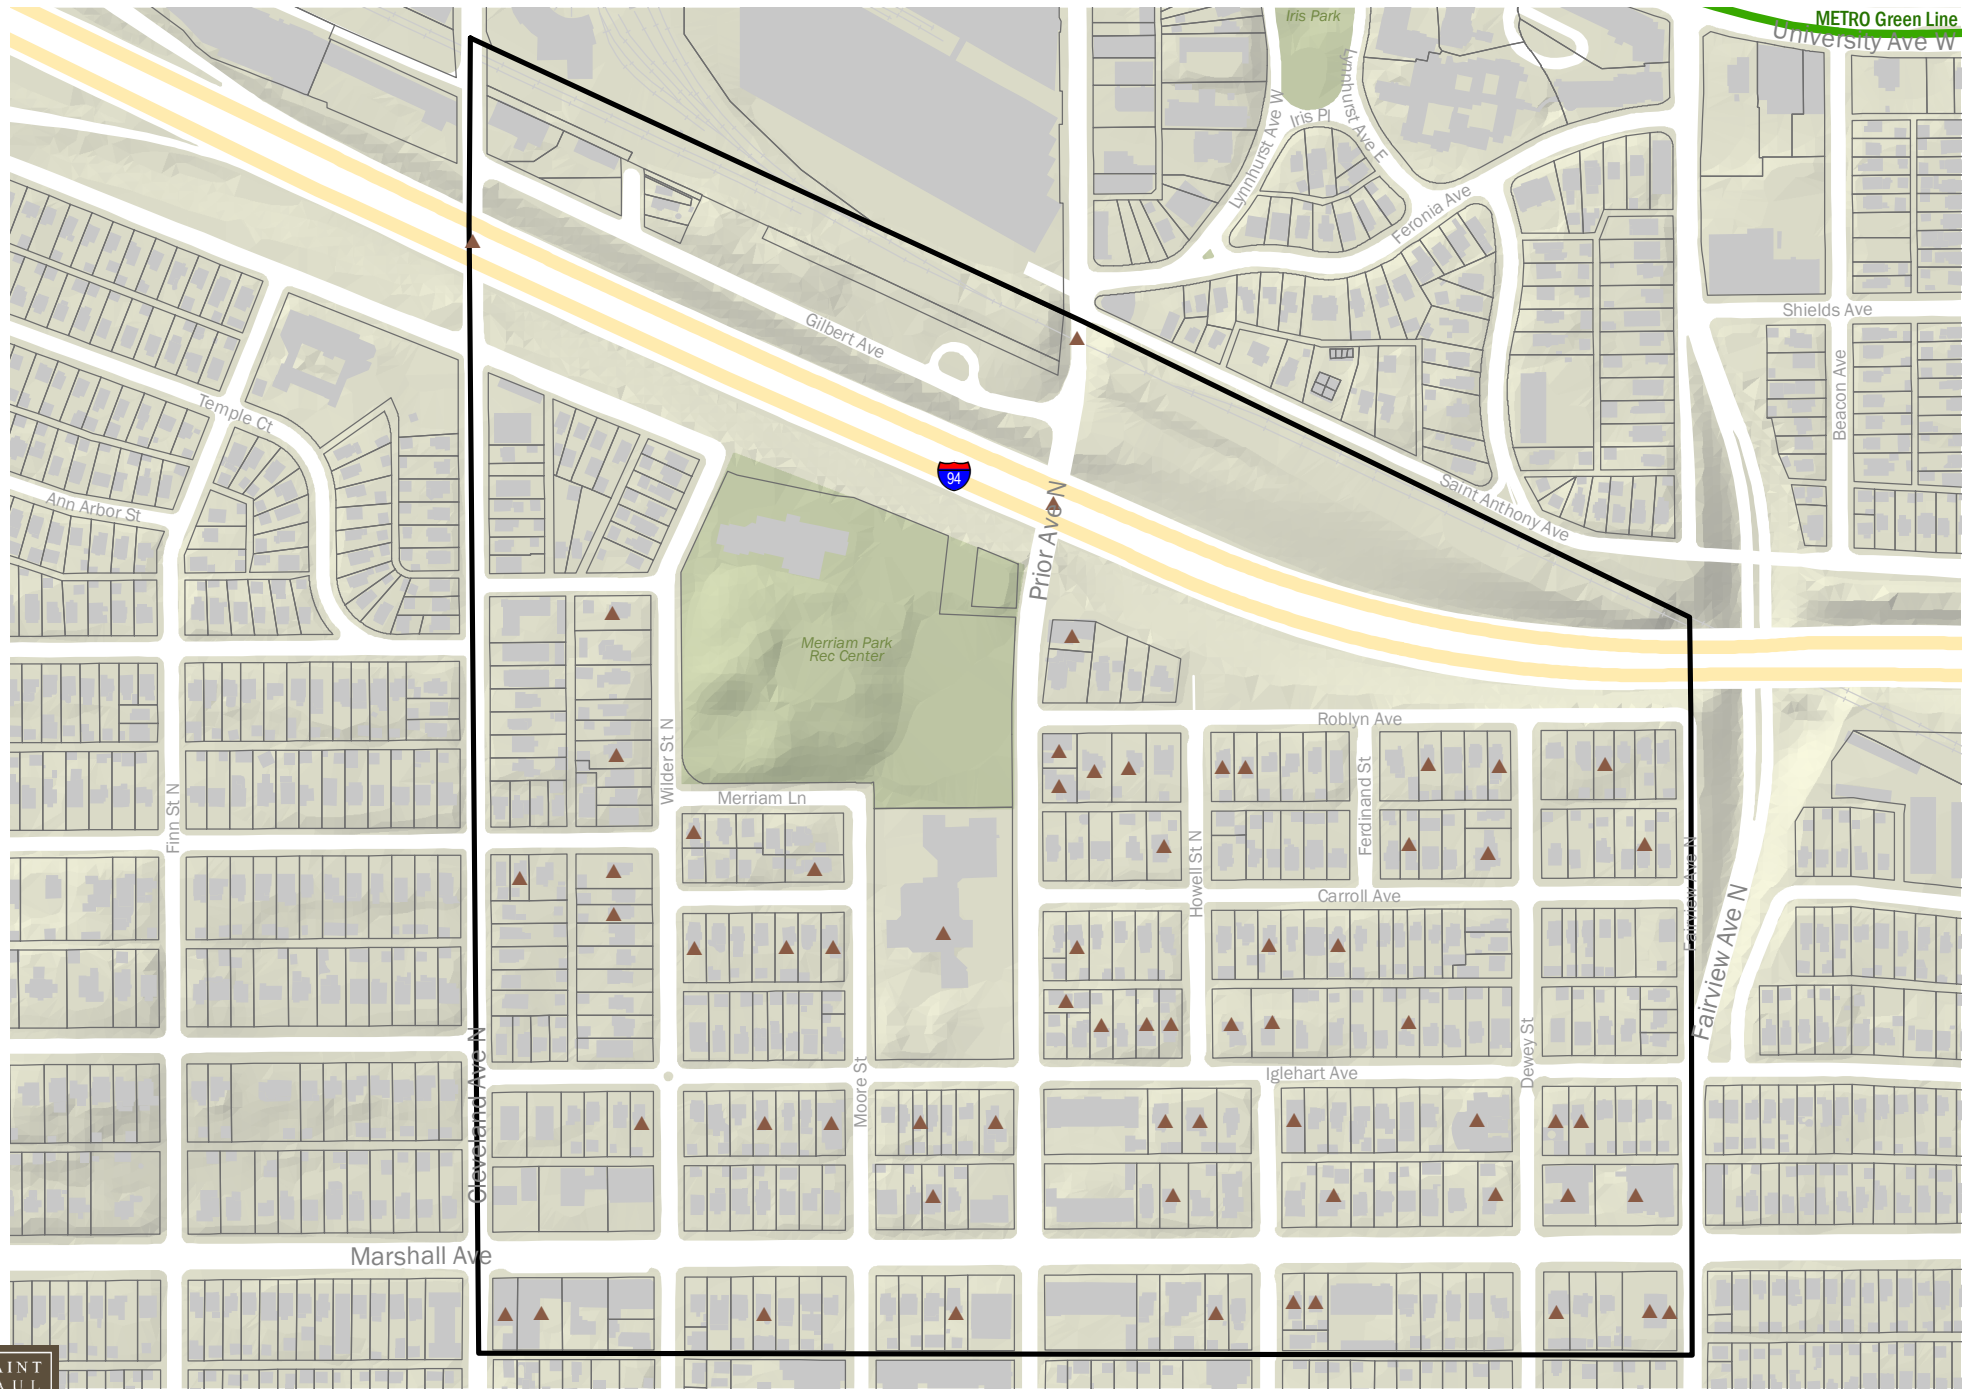 Iris Park
METRO Green Line
University Ave W
Lynnhurst Ave E
Lynnhurst Ave W
Iris Pl
Feronia Ave
Shields Ave
Gilbert Ave
Beacon Ave
Temple Ct
94
Saint Anthony Ave
Ann Arbor St
Prior Ave N
Merriam Park
Rec Center
Roblyn Ave
Wilder St N
Ferdinand St
Merriam Ln
Finn St N
Howell St N
Fairview Ave N
Carroll Ave
Fairview Ave N
Cleveland Ave N
Dewey St
Moore St
Iglehart Ave
Marshall Ave